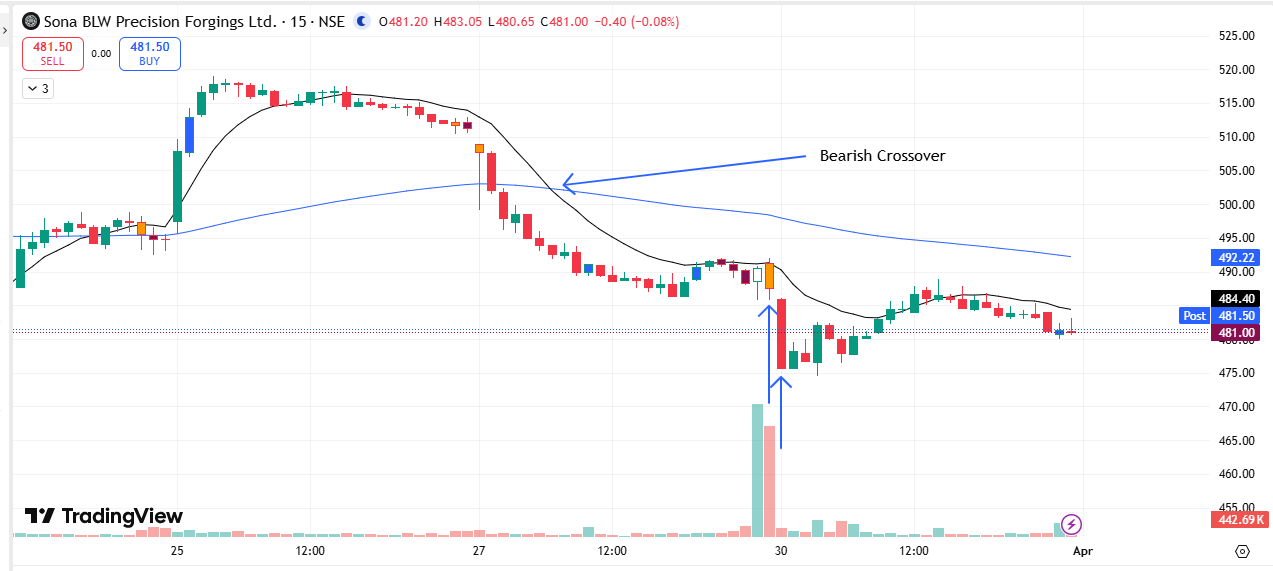 Sona BLW Precision Forgings Ltd. · 15 · NSE O481.20 H483.05 L480.65 C481.00 −0.40 (−0.08%)
481.50 SELL
0.00
481.50 BUY
3
Bearish Crossover
525.00
520.00
515.00
510.00
505.00
500.00
495.00
492.22
490.00
484.40
Post 481.50
481.00
480.00
475.00
470.00
465.00
460.00
455.00
442.69 K
TradingView
25 12:00 27 12:00 30 12:00 Apr